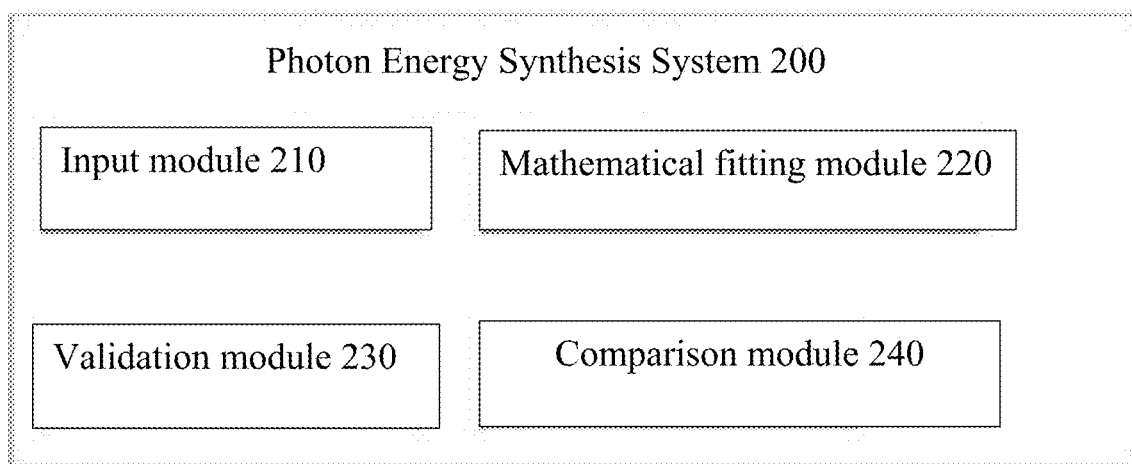 Photon Energy Synthesis System 200
Input module 210
Mathematical fitting module 220
Validation module 230
Comparison module 240